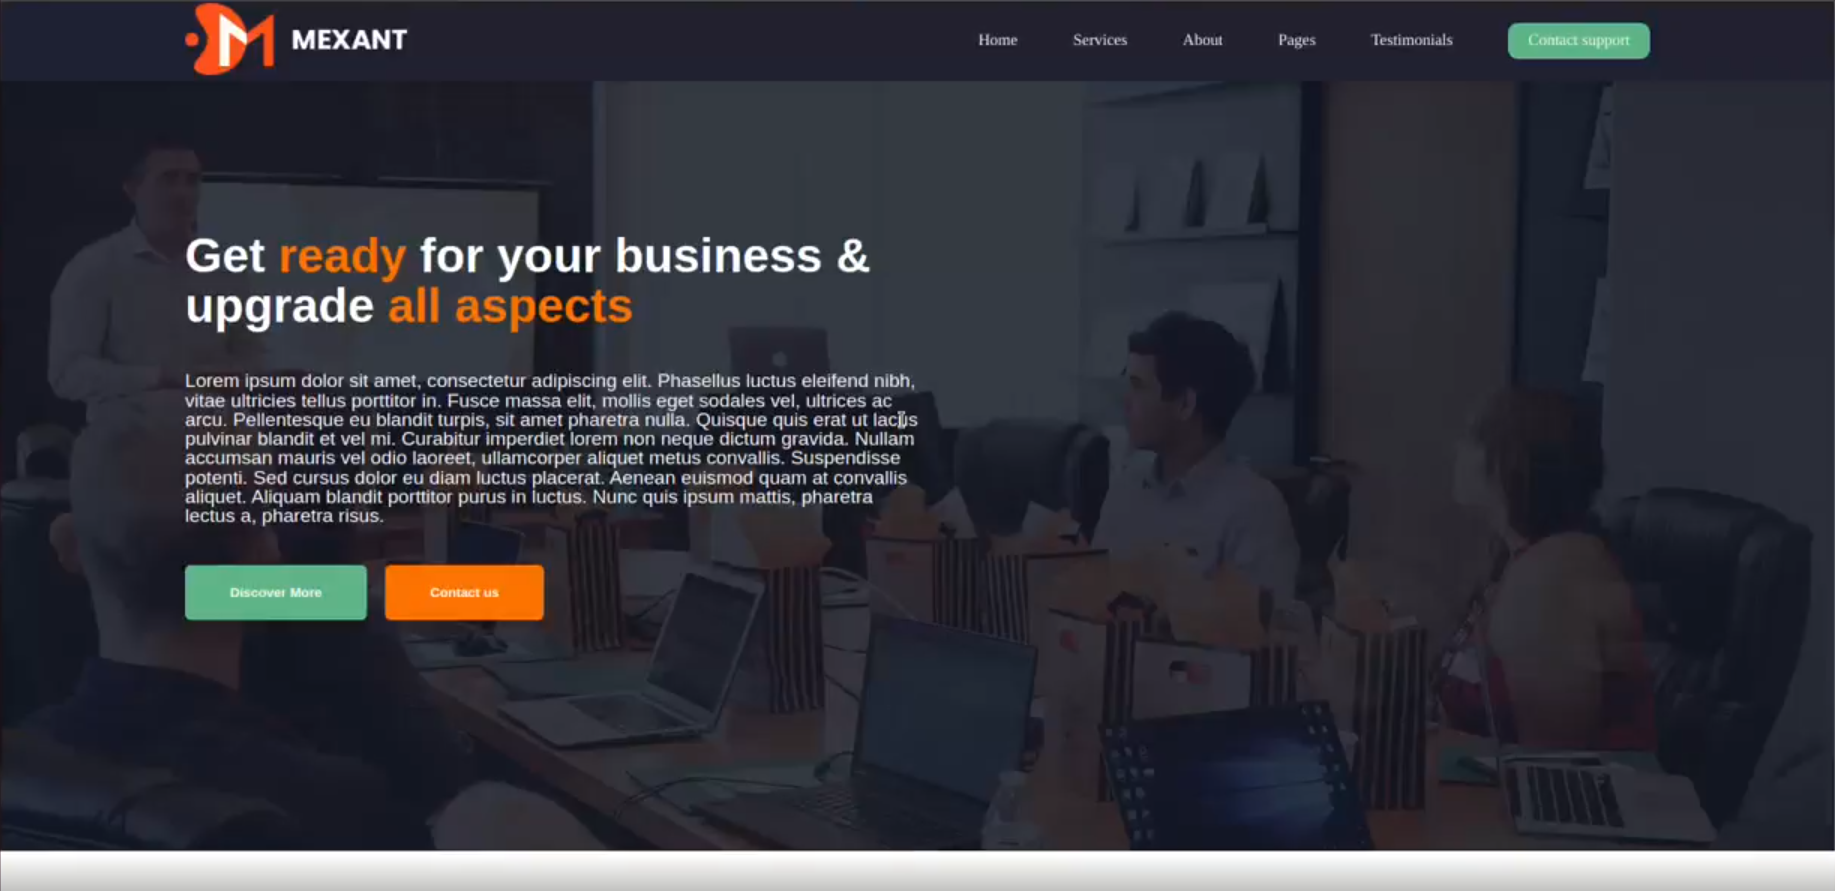 MEXANT
Home
Services
About
Pages
Testimonials
Contact support
Get ready for your business &
upgrade all aspects
Lorem ipsum dolor sit amet, consectetur adipiscing elit. Phasellus luctus eleifend nibh,
vitae ultricies tellus porttitor in. Fusce massa elit, mollis eget sodales vel, ultrices ac
arcu. Pellentesque eu blandit turpis, sit amet pharetra nulla. Quisque quis erat ut lacus
pulvinar blandit et vel mi. Curabitur imperdiet lorem non neque dictum gravida. Nullam
accumsan mauris vel odio laoreet, ullamcorper aliquet metus convallis. Suspendisse
potenti. Sed cursus dolor eu diam luctus placerat. Aenean euismod quam at convallis
aliquet. Aliquam blandit porttitor purus in luctus. Nunc quis ipsum mattis, pharetra
lectus a, pharetra risus.
Discover More
Contact us